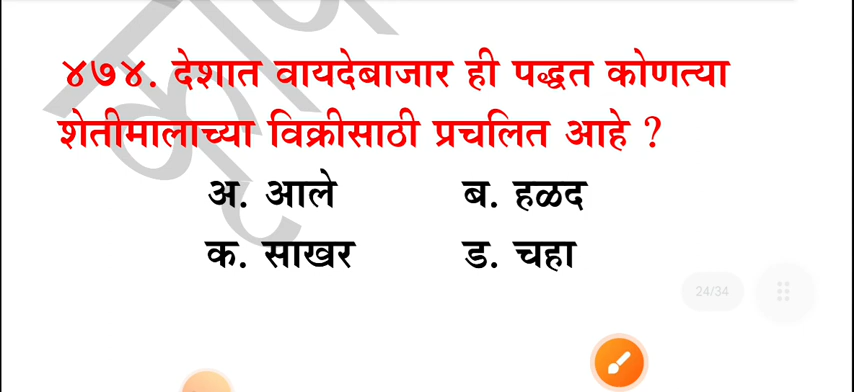 ४७४. देशात वायदेबाजार ही पद्धत कोणत्या
शेतीमालाच्या विक्रीसाठी प्रचलित आहे ?
अ. आले ब. हळद
क. साखर ड. चहा
24/34